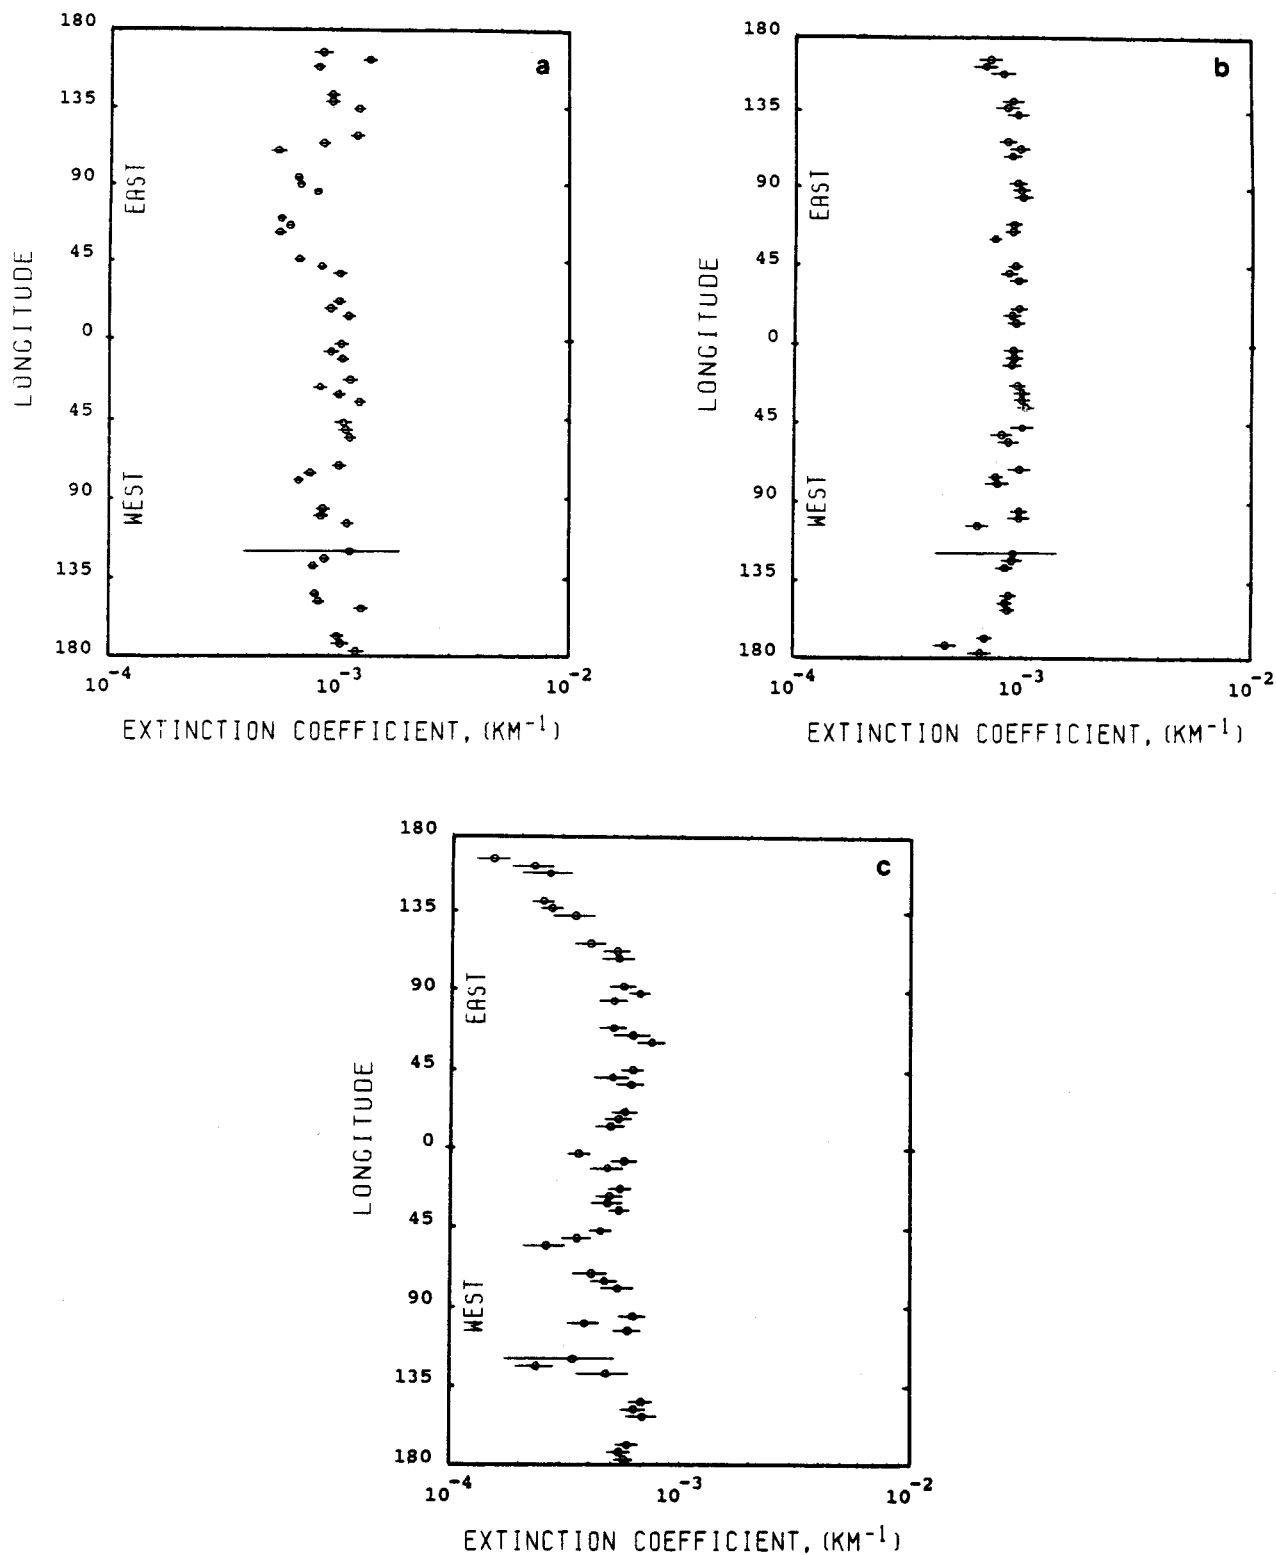 a
180
135
90
45
0
45
90
135
180
EAST
WEST
LONGITUDE
10-4
10-3
10-2
EXTINCTION COEFFICIENT, (KM-1)
b
180
135
90
45
0
45
90
135
180
EAST
WEST
LONGITUDE
10-4
10-3
10-2
EXTINCTION COEFFICIENT, (KM-1)
c
180
135
90
45
0
45
90
135
180
EAST
WEST
LONGITUDE
10-4
10-3
10-2
EXTINCTION COEFFICIENT, (KM-1)